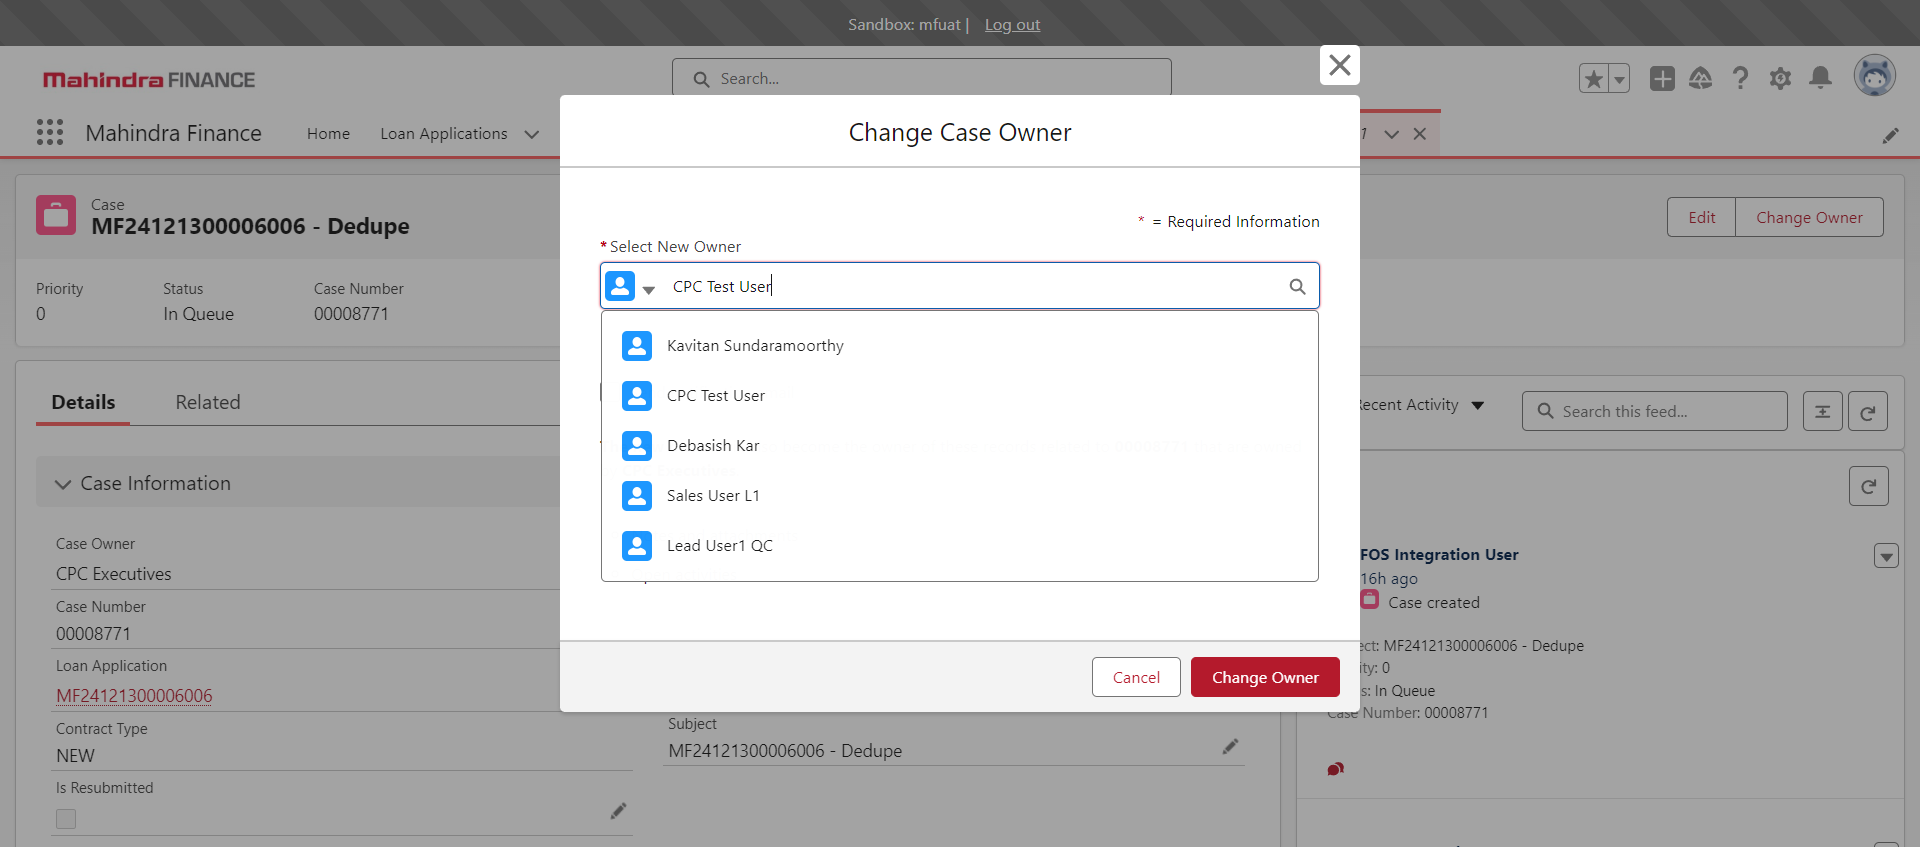 Sandbox: mfuat | Log out
Mahindra FINANCE
Search...
Mahindra Finance
Home
Loan Applications
1
Case
MF24121300006006 - Dedupe
Edit
Change Owner
Priority
0
Status
In Queue
Case Number
00008771
Change Case Owner
* = Required Information
*Select New Owner
CPC Test User
Kavitan Sundaramoorthy
CPC Test User
Debasish Kar
Sales User L1
Lead User1 QC
Cancel
Change Owner
Details
Related
Case Information
Case Owner
CPC Executives
Case Number
00008771
Loan Application
MF24121300006006
Contract Type
NEW
Is Resubmitted
Subject
MF24121300006006 - Dedupe
ecent Activity
Search this feed...
FOS Integration User
16h ago
Case created
ect: MF24121300006006 - Dedupe
ity: 0
s: In Queue
Case Number: 00008771